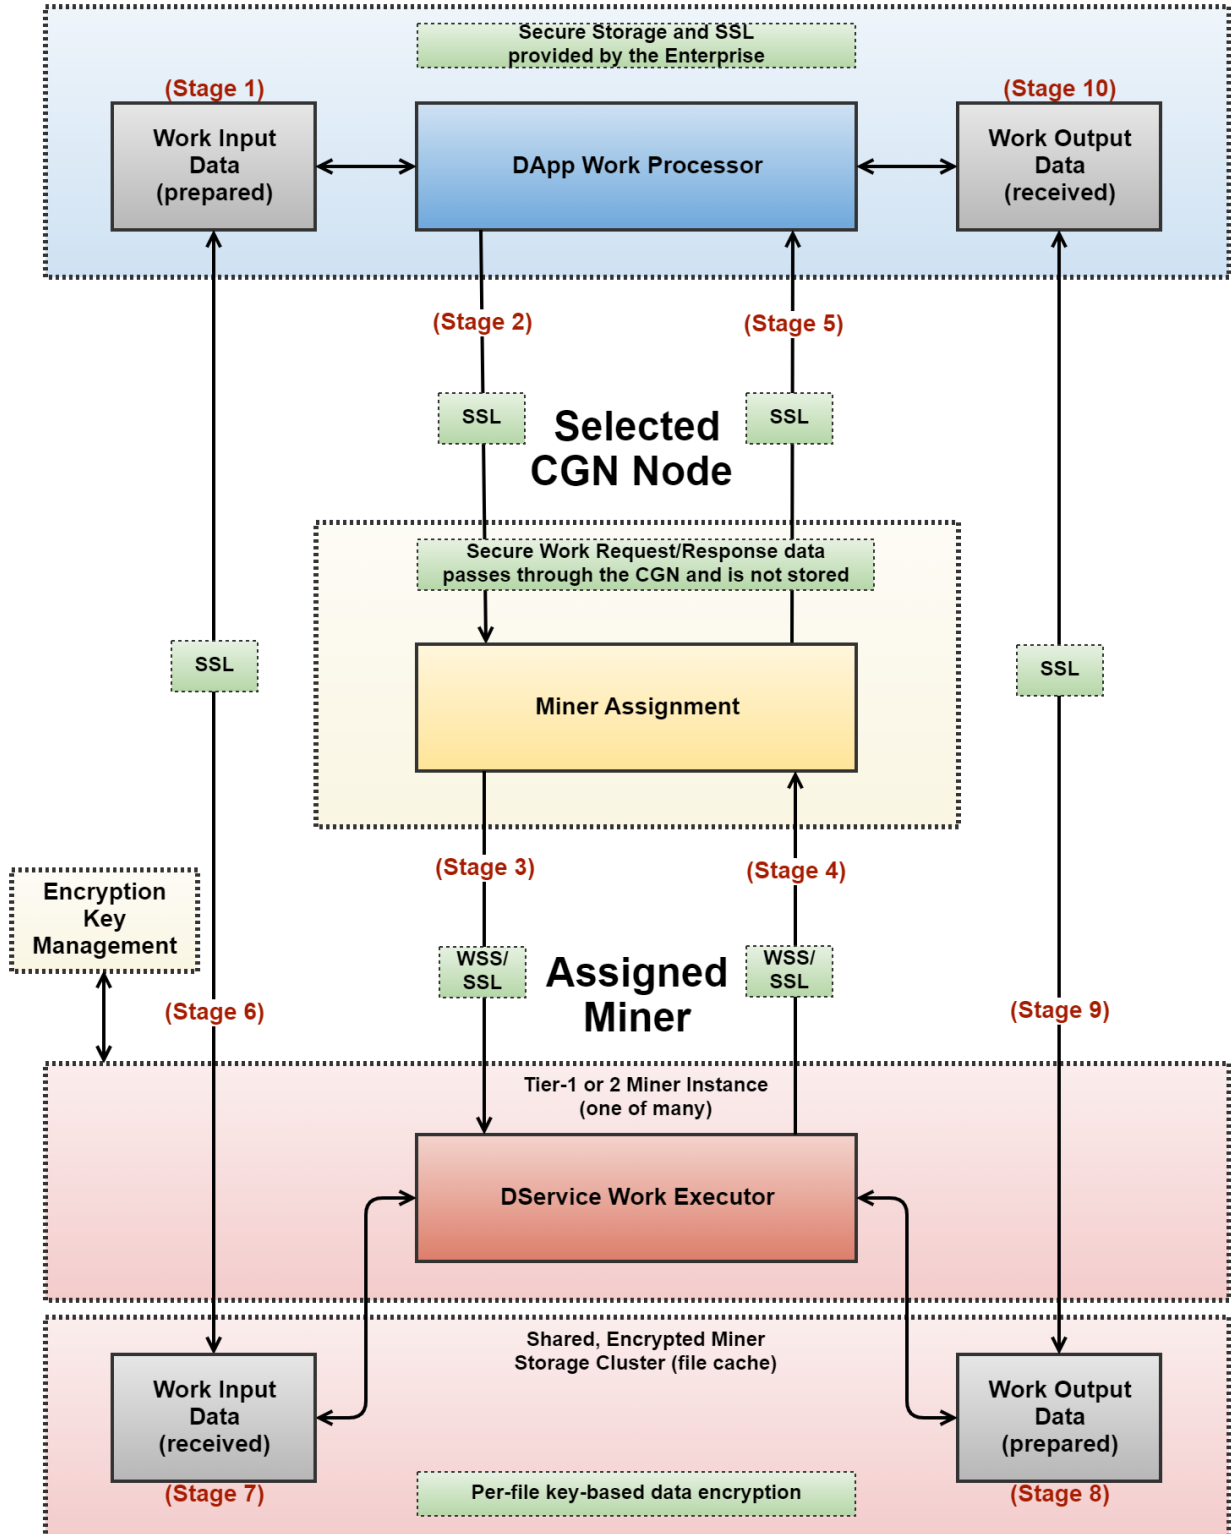 Secure Storage and SSL
provided by the Enterprise
(Stage 1)
(Stage 10)
Work Input
Data
(prepared)
DApp Work Processor
Work Output
Data
(received)
(Stage 2)
(Stage 5)
SSL
SSL
Selected
CGN Node
Secure Work Request/Response data
passes through the CGN and is not stored
SSL
SSL
Miner Assignment
(Stage 3)
(Stage 4)
Encryption
Key
Management
WSS/
SSL
WSS/
SSL
Assigned
Miner
(Stage 6)
(Stage 9)
Tier-1 or 2 Miner Instance
(one of many)
DService Work Executor
Shared, Encrypted Miner
Storage Cluster (file cache)
Work Input
Data
(received)
Work Output
Data
(prepared)
(Stage 7)
Per-file key-based data encryption
(Stage 8)